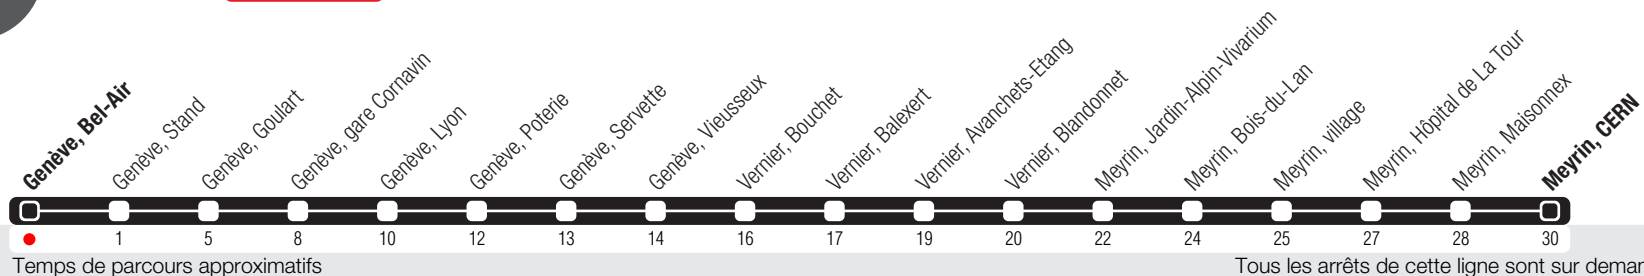 Genève, Bel-Air
Genève, Stand
Genève, Goulart
Genève, gare Cornavin
Genève, Lyon
Genève, Poterie
Genève, Servette
Genève, Vieusseux
Vernier, Bouchet
Vernier, Balexert
Vernier, Avanchets-Etang
Vernier, Blandonnet
Meyrin, Jardin-Alpin-Vivarium
Meyrin, Bois-du-Lan
Meyrin, village
Meyrin, Hôpital de La Tour
Meyrin, Maisonnex
Meyrin, CERN
1 5 8 10 12 13 14 16 17 19 20 22 24 25 27 28 30
Temps de parcours approximatifs
Tous les arrêts de cette ligne sont sur